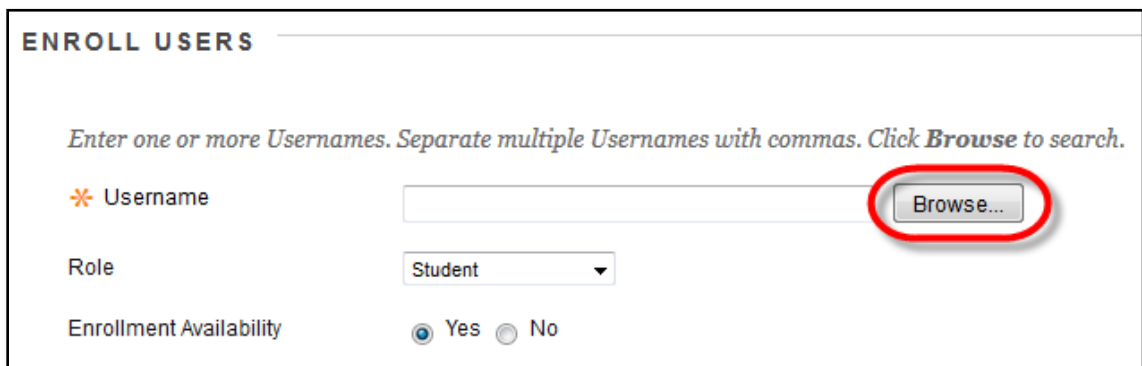 ENROLL USERS
Enter one or more Usernames. Separate multiple Usernames with commas. Click Browse to search.
Username
Browse...
Role
Student
Enrollment Availability
Yes
No